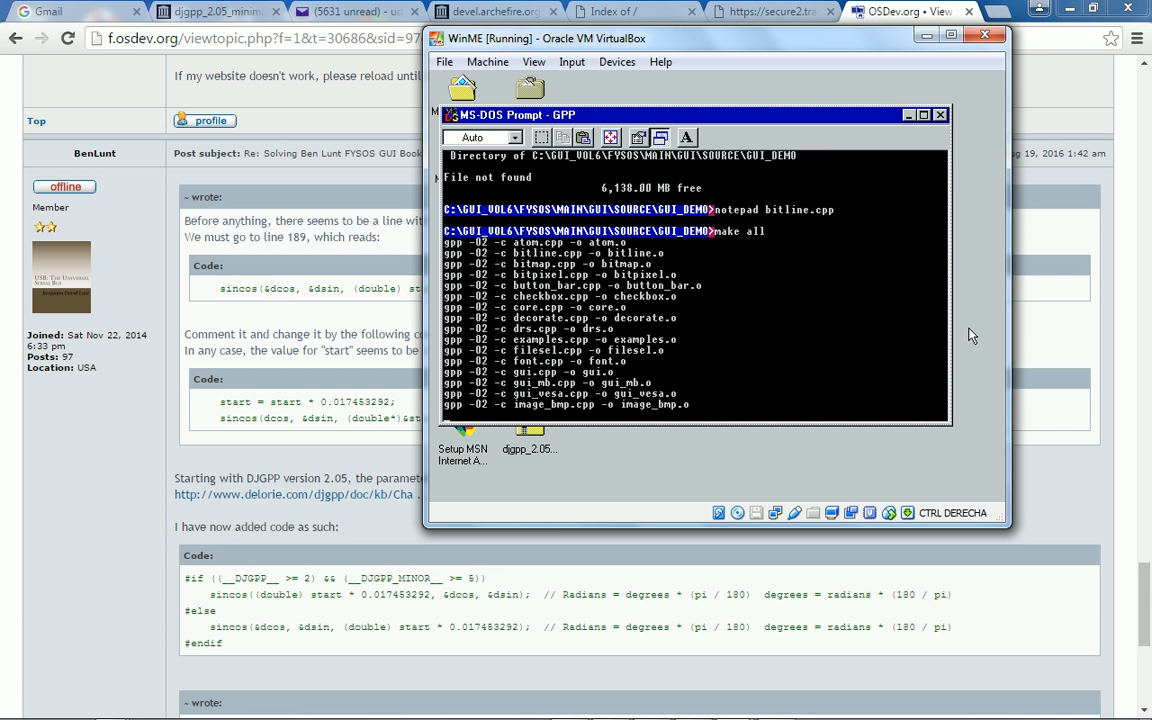 Gmail
djgpp_2.05_minima
(5631 unread) - ud
devel.archefire.org
Index of /
https://secure2.tra
OSDev.org • View
f.osdev.org/viewtopic.php?f=1&t=30686&sid=97
If my website doesn't work, please reload until
Top
profile
BenLunt
Post subject: Re: Solving Ben Lunt FYSOS GUI Book
ug 19, 2016 1:42 am
offline
Member
Joined: Sat Nov 22, 2014
6:33 pm
Posts: 97
Location: USA
~ wrote:
Before anything, there seems to be a line wit
We must go to line 189, which reads:
Code:
sincos(&dcos, &dsin, (double) st
Comment it and change it by the following co
In any case, the value for "start" seems to be
Code:
start = start * 0.017453292;
sincos(dcos, &dsin, (double*)&st
Starting with DJGPP version 2.05, the paramet
http://www.delorie.com/djgpp/doc/kb/Cha .
I have now added code as such:
Code:
#if ((__DJGPP__ >= 2) && (__DJGPP_MINOR__ >= 5))
sincos((double) start * 0.017453292, &dcos, &dsin);  // Radians = degrees * (pi / 180)  degrees = radians * (180 / pi)
#else
sincos(&dcos, &dsin, (double) start * 0.017453292);  // Radians = degrees * (pi / 180)  degrees = radians * (180 / pi)
#endif
~ wrote:
WinME [Running] - Oracle VM VirtualBox
File Machine View Input Devices Help
MS-DOS Prompt - GPP
Auto
Directory of C:\GUI_VOL6\FYSOS\MAIN\GUI\SOURCE\GUI_DEMO
File not found
6,138.00 MB free
C:\GUI_VOL6\FYSOS\MAIN\GUI\SOURCE\GUI_DEMO>notepad bitline.cpp
C:\GUI_VOL6\FYSOS\MAIN\GUI\SOURCE\GUI_DEMO>make all
gpp -O2 -c atom.cpp -o atom.o
gpp -O2 -c bitline.cpp -o bitline.o
gpp -O2 -c bitmap.cpp -o bitmap.o
gpp -O2 -c bitpixel.cpp -o bitpixel.o
gpp -O2 -c button_bar.cpp -o button_bar.o
gpp -O2 -c checkbox.cpp -o checkbox.o
gpp -O2 -c core.cpp -o core.o
gpp -O2 -c decorate.cpp -o decorate.o
gpp -O2 -c drs.cpp -o drs.o
gpp -O2 -c examples.cpp -o examples.o
gpp -O2 -c filesel.cpp -o filesel.o
gpp -O2 -c font.cpp -o font.o
gpp -O2 -c gui.cpp -o gui.o
gpp -O2 -c gui_mb.cpp -o gui_mb.o
gpp -O2 -c gui_vesa.cpp -o gui_vesa.o
gpp -O2 -c image_bmp.cpp -o image_bmp.o
Setup MSN
Internet A...
djgpp_2.05...
CTRL DERECHA